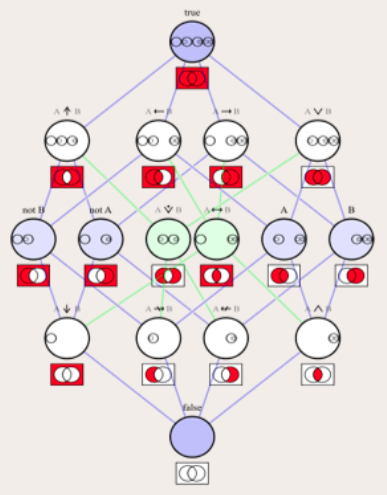 true
A ↑ B
A ← B
A → B
A ∨ B
not B
not A
A ⊻ B
A ↔ B
A
B
A ↓ B
A ↛ B
A ↚ B
A ∧ B
false